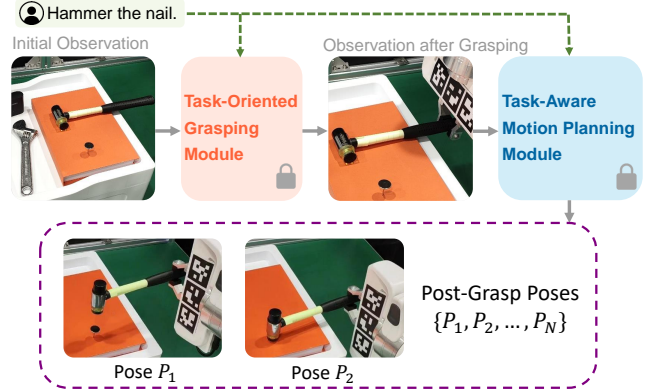 Hammer the nail.
Initial Observation
Observation after Grasping
Task-Oriented
Grasping
Module
Task-Aware
Motion Planning
Module
Post-Grasp Poses
{P₁, P₂, ..., P_N}
Pose P₁
Pose P₂